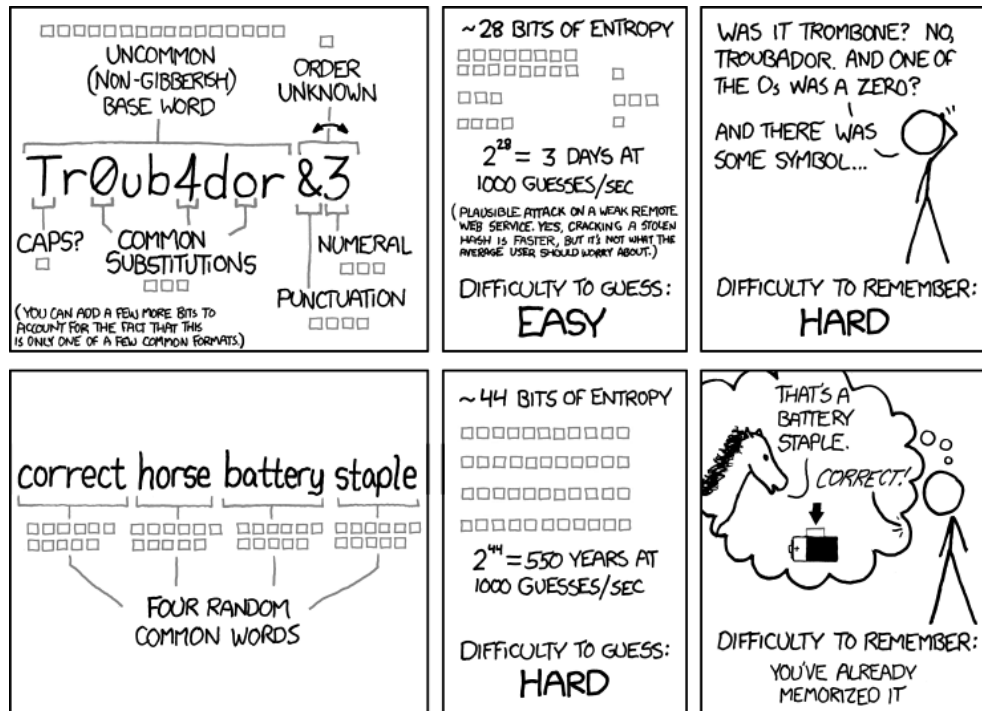 UNCOMMON
(NON-GIBBERISH)
BASE WORD
ORDER
UNKNOWN
Tr0ub4dor &3
CAPS?
COMMON
SUBSTITUTIONS
NUMERAL
PUNCTUATION
(YOU CAN ADD A FEW MORE BITS TO
ACCOUNT FOR THE FACT THAT THIS
IS ONLY ONE OF A FEW COMMON FORMATS.)
~28 BITS OF ENTROPY
2^28 = 3 DAYS AT
1000 GUESSES/SEC
(PLAUSIBLE ATTACK ON A WEAK REMOTE
WEB SERVICE. YES, CRACKING A STOLEN
HASH IS FASTER, BUT IT'S NOT WHAT THE
AVERAGE USER SHOULD WORRY ABOUT.)
DIFFICULTY TO GUESS:
EASY
WAS IT TROMBONE? NO,
TROUBADOR. AND ONE OF
THE Os WAS A ZERO?
AND THERE WAS
SOME SYMBOL...
DIFFICULTY TO REMEMBER:
HARD
correct horse battery staple
FOUR RANDOM
COMMON WORDS
~44 BITS OF ENTROPY
2^44 = 550 YEARS AT
1000 GUESSES/SEC
DIFFICULTY TO GUESS:
HARD
THAT'S A
BATTERY
STAPLE.
CORRECT!
+
DIFFICULTY TO REMEMBER:
YOU'VE ALREADY
MEMORIZED IT